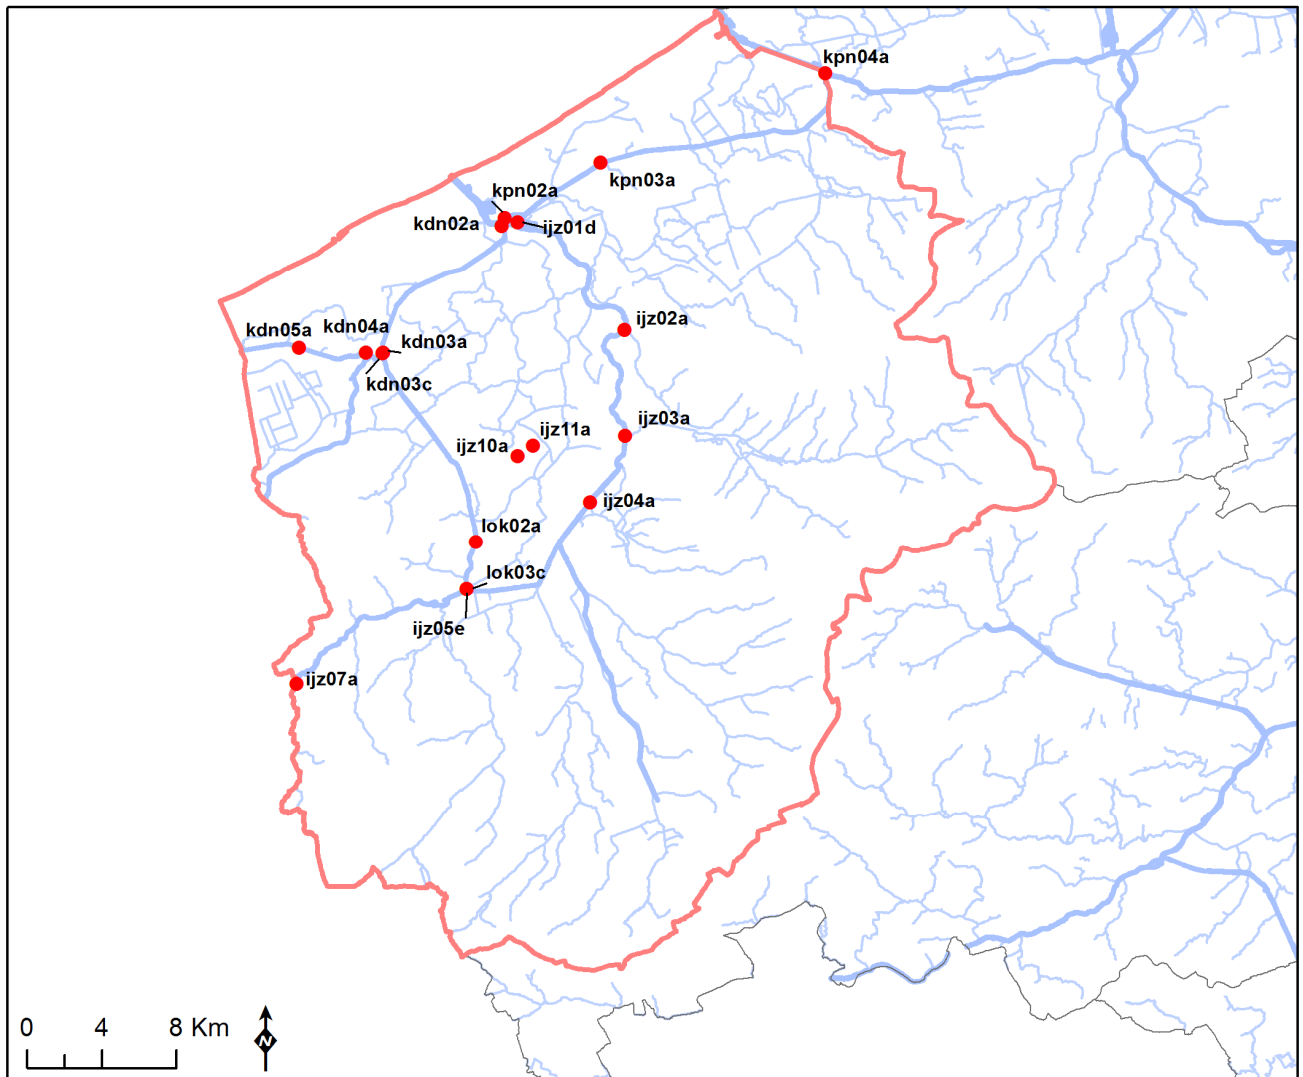 kpn04a
kpn03a
kpn02a
kdn02a
ijz01d
ijz02a
kdn05a
kdn04a
kdn03a
kdn03c
ijz03a
ijz11a
ijz10a
ijz04a
lok02a
lok03c
ijz05e
ijz07a
0 4 8 Km
N